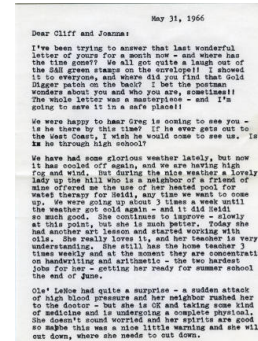 May 31, 1966
Dear Cliff and Joanna:
I've been trying to answer that last wonderful
letter of yours for a month now - and where has
the time gone?? We all got quite a laugh out of
the S&H green stamps on the envelope!! I showed
it to everyone, and where did you find that Gold
Digger patch on the back? I bet the postman
wonders about you and who you are, sometimes!!
The whole letter was a masterpiece - and I'm
going to save it in a safe place!!
We were happy to haar Greg is coming to see you -
is he there by this time? If he ever gets out to
the West Coast, I wish he would come to see us. Is
he through high school?
We have had some glorious weather lately, but now
it has cooled off again, and we are having high
fog and wind. But during the nice weather a lovely
lady up the hill who is a neighbor of a friend of
mine offered me the use of her heated pool for
water therapy for Heidi, any time we want to come
up. We were going up about 3 times a week until
the weather got cold again - and it did Heidi
so much good. She continues to improve - slowly
at this point, but she is much better. Today she
had another art lesson and started working with
oils. She really loves it, and her teacher is very
understanding. She still has the home teacher 3
times weekly and at the moment they are concentrati
on handwriting and arithmetic - the two hardest
jobs for her - getting her ready for summer school
the end of June.
Ole' LeNoe had quite a surprise - a sudden attack
of high blood pressure and her neighbor rushed her
to the doctor - but she is OK and taking some kind
of medicine and is undergoing a complete physical.
She doesn't sound worried and her spirits are good
so maybe this was a nice little warning and she wil
cut down, where she needs to cut down.